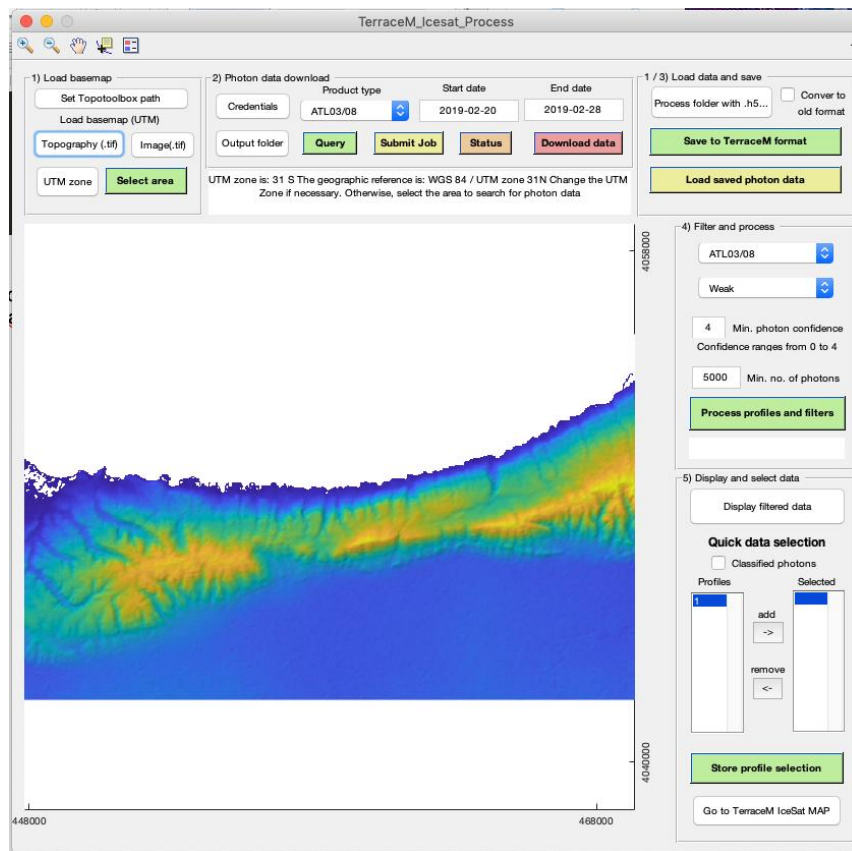 TerraceM_Icesat_Process
1) Load basemap
Set Topotoolbox path
Load basemap (UTM)
Topography (.tif)
Image(.tif)
UTM zone
Select area
2) Photon data download
Product type
Start date
End date
Credentials
ATL03/08
2019-02-20
2019-02-28
Output folder
Query
Submit Job
Status
Download data
UTM zone is: 31 S The geographic reference is: WGS 84 / UTM zone 31N Change the UTM
Zone if necessary. Otherwise, select the area to search for photon data
1 / 3) Load data and save
Process folder with .h5...
Conver to
old format
Save to TerraceM format
Load saved photon data
4) Filter and process
ATL03/08
Weak
4 Min. photon confidence
Confidence ranges from 0 to 4
5000 Min. no. of photons
Process profiles and filters
5) Display and select data
Display filtered data
Quick data selection
Classified photons
Profiles
Selected
1
add
->
remove
<-
Store profile selection
Go to TerraceM IceSat MAP
4058000
4040000
448000
468000